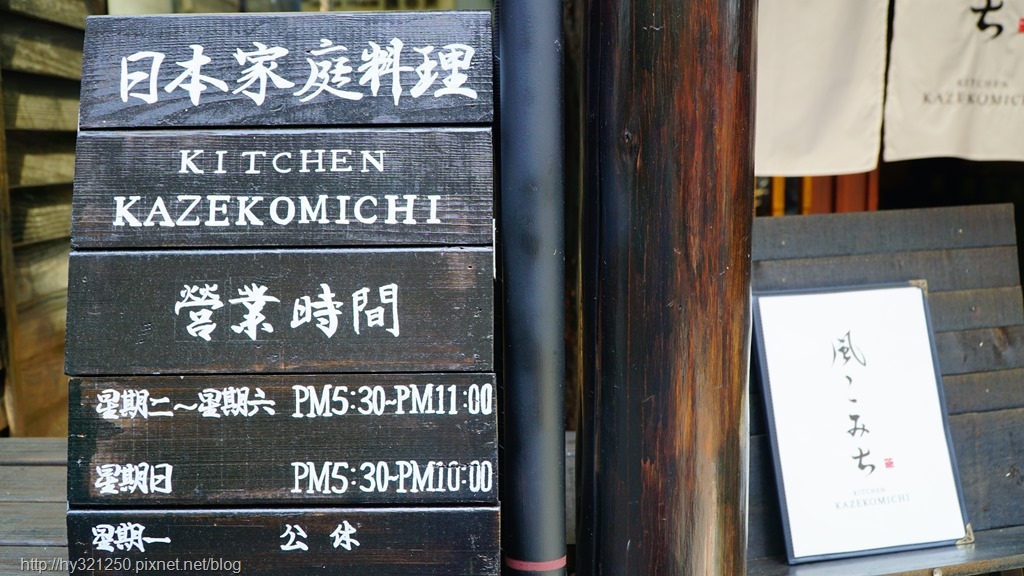 日本家庭料理
KITCHEN
KAZEKOMICHI
營業時間
星期二～星期六 PM5:30-PM11:00
星期日 PM5:30-PM10:00
星期一 公休
ち
KITCHEN
KAZEKOMICHI
風こみち
KITCHEN
KAZEKOMICHI
http://hy321250.pixnet.net/blog